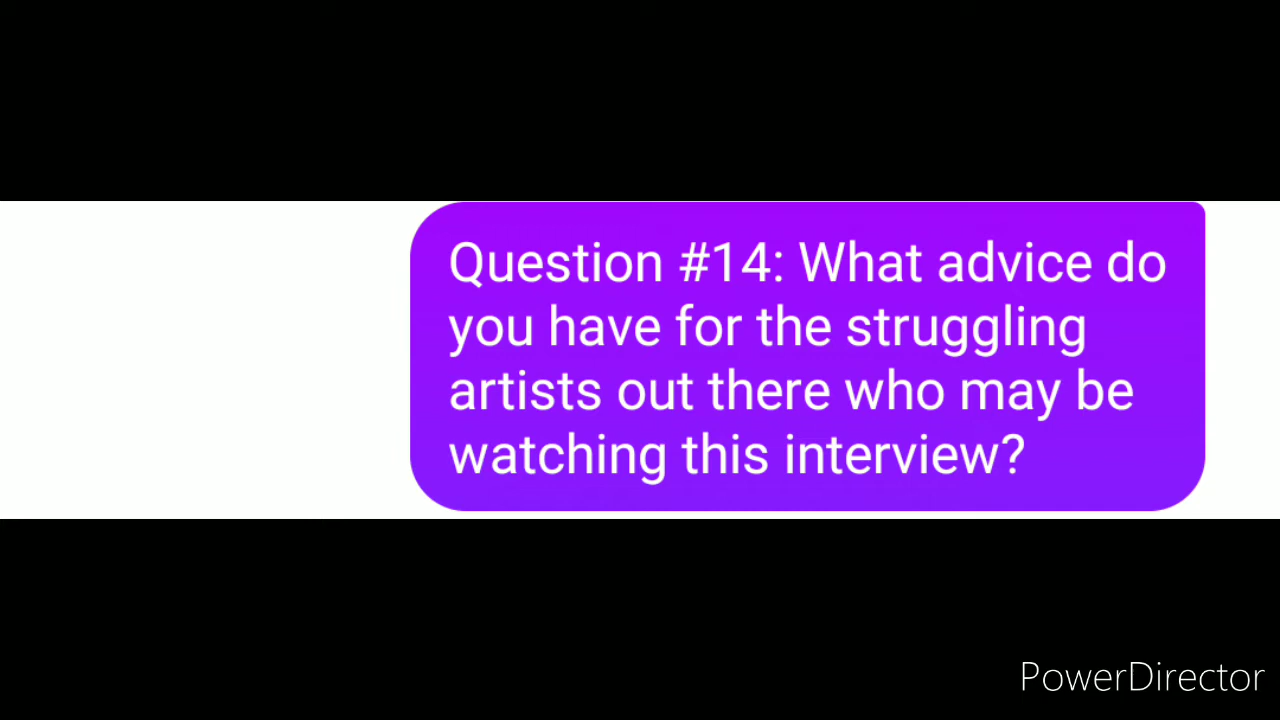 Question #14: What advice do
you have for the struggling
artists out there who may be
watching this interview?
PowerDirector